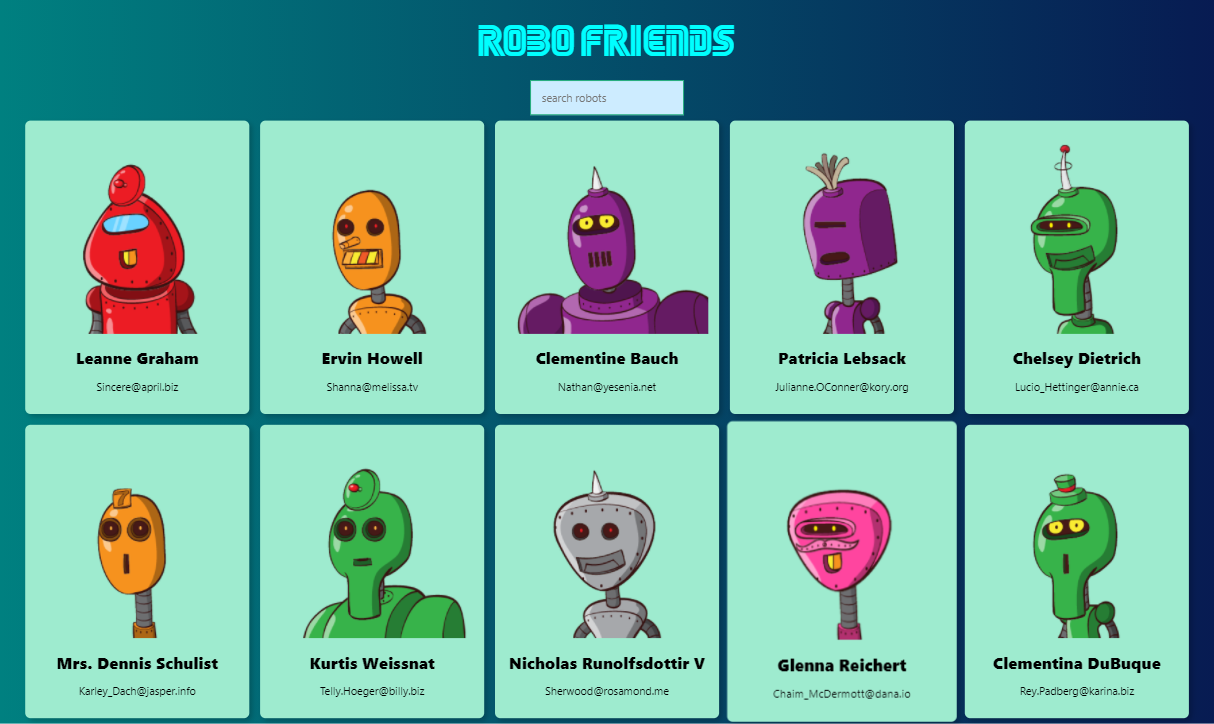 ROBO FRIENDS
search robots
Leanne Graham
Sincere@april.biz
Ervin Howell
Shanna@melissa.tv
Clementine Bauch
Nathan@yesenia.net
Patricia Lebsack
Julianne.OConner@kory.org
Chelsey Dietrich
Lucio_Hettinger@annie.ca
7
Mrs. Dennis Schulist
Karley_Dach@jasper.info
Kurtis Weissnat
Telly.Hoeger@billy.biz
Nicholas Runolfsdottir V
Sherwood@rosamond.me
Glenna Reichert
Chaim_McDermott@dana.io
Clementina DuBuque
Rey.Padberg@karina.biz